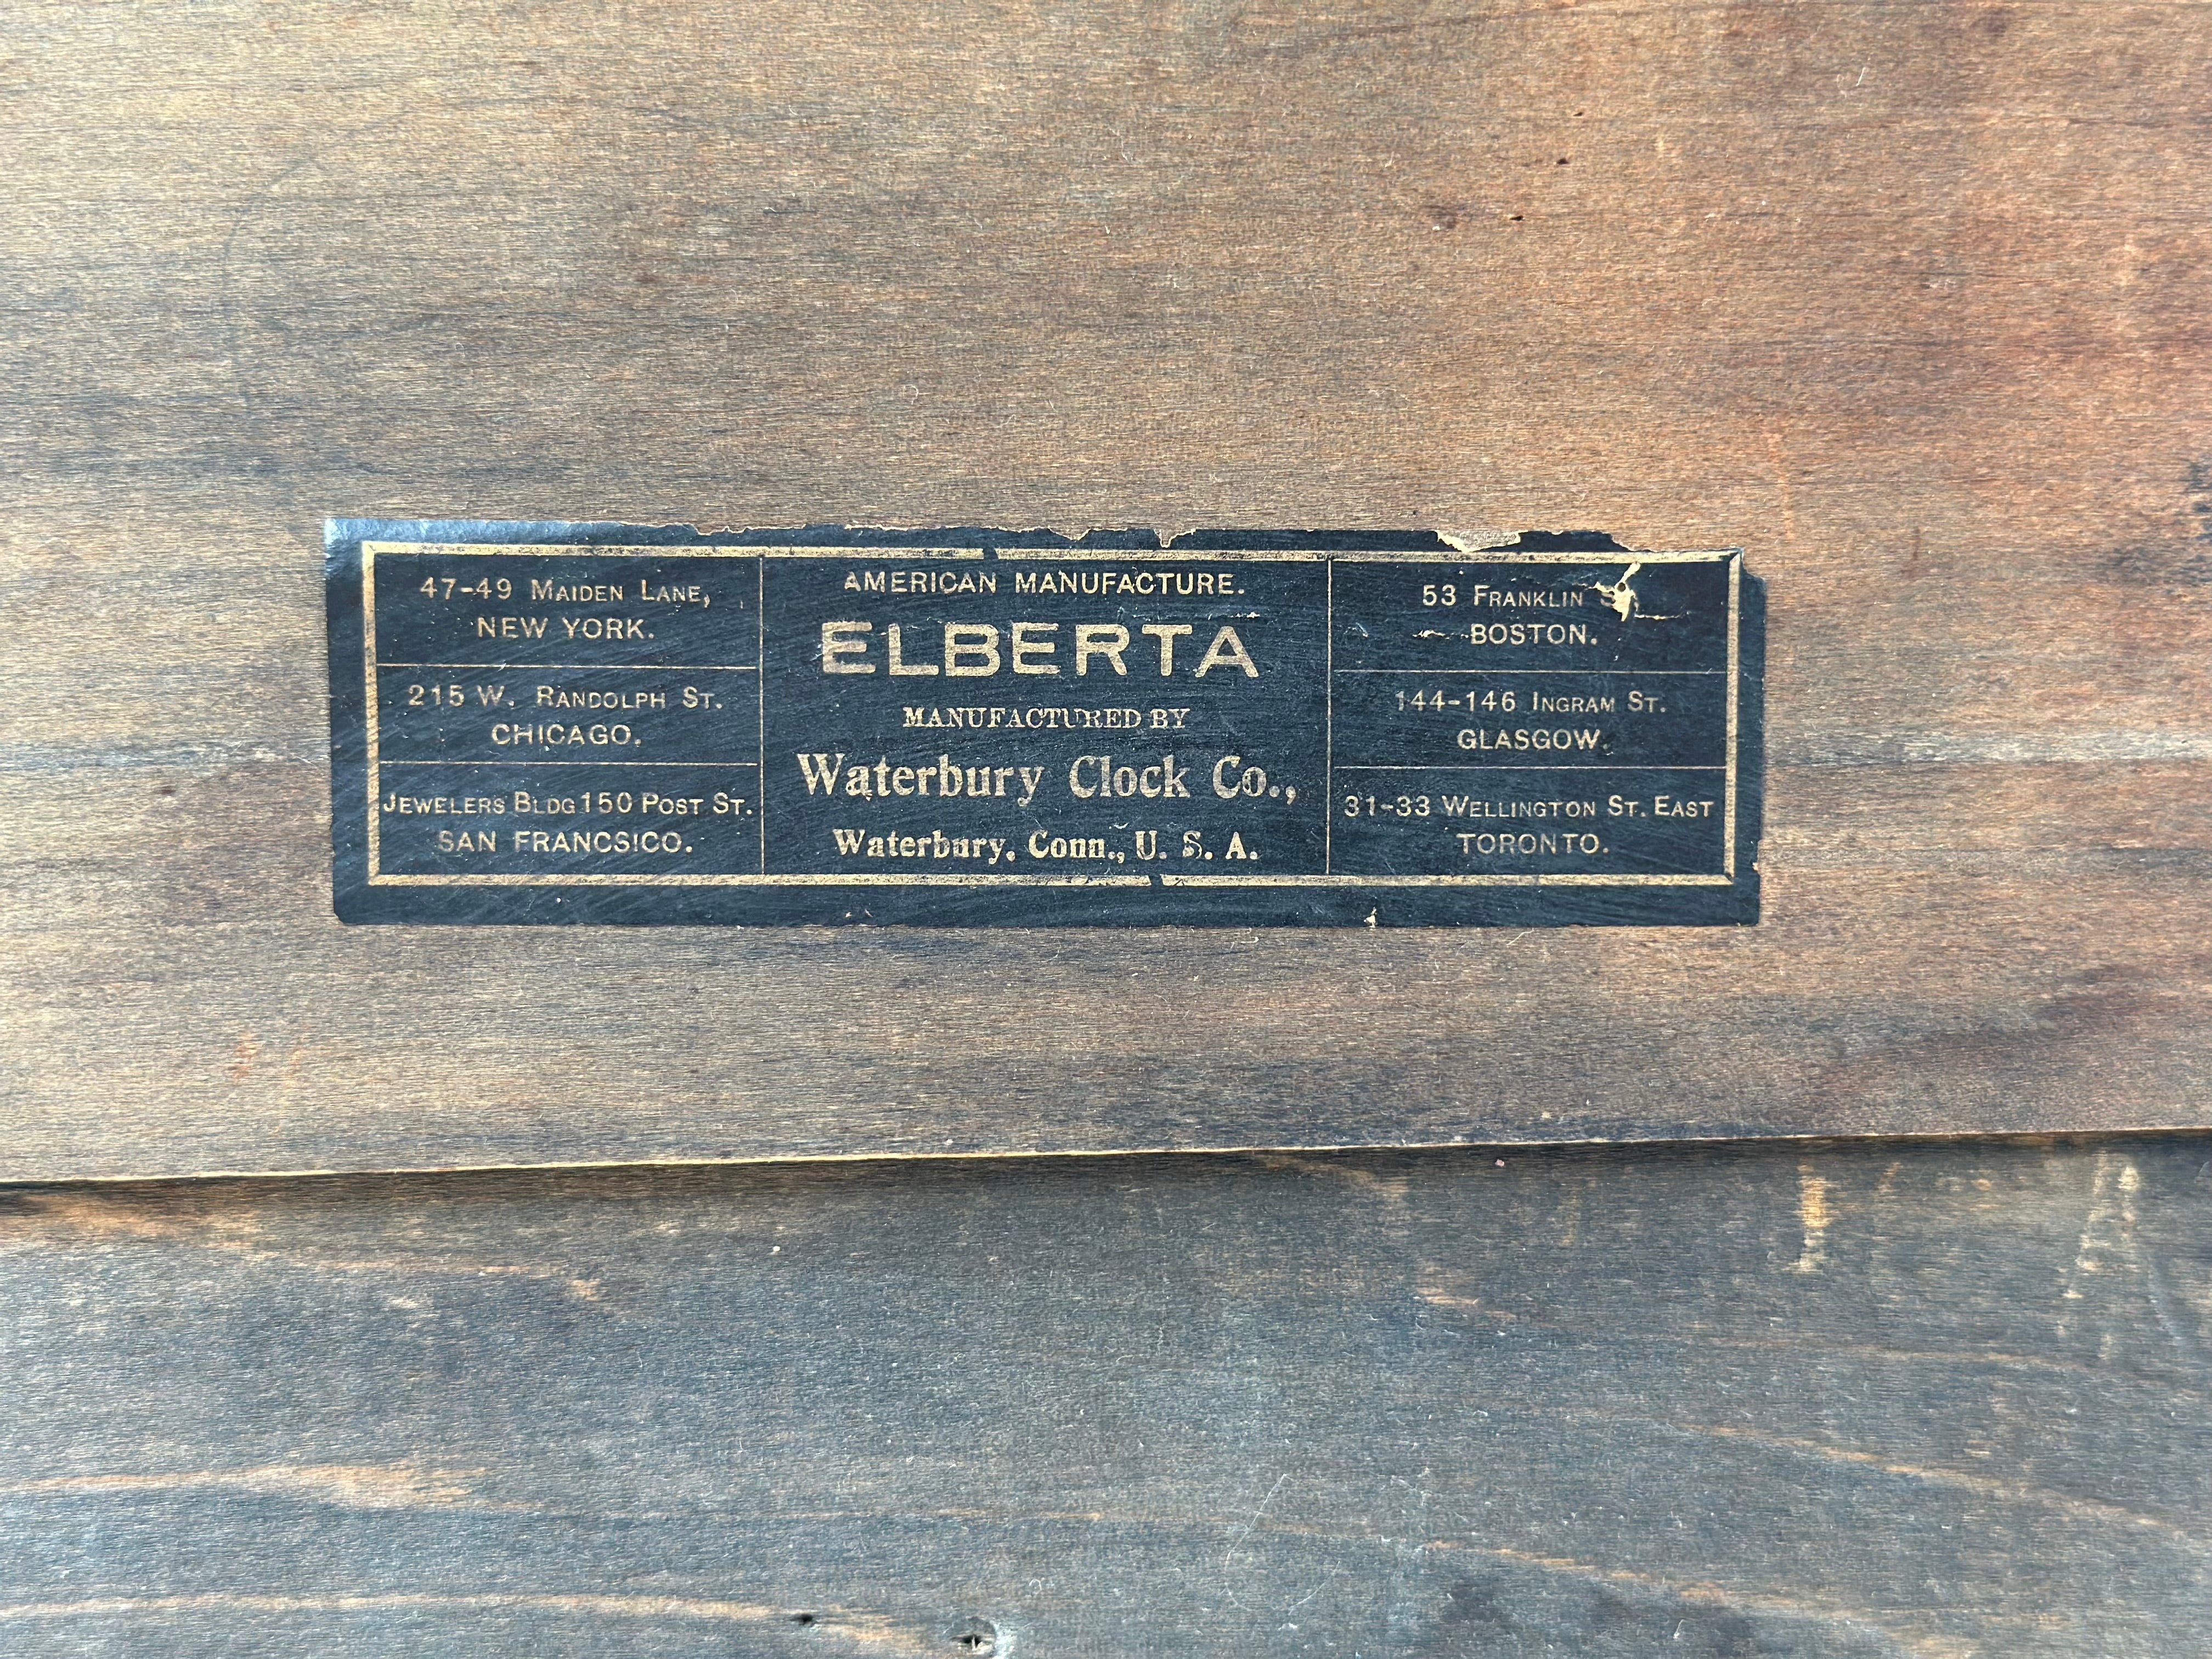 47-49 MAIDEN LANE,
NEW YORK.
215 W. RANDOLPH ST.
CHICAGO.
JEWELERS BLDG 150 POST ST.
SAN FRANCSICO.
AMERICAN MANUFACTURE.
ELBERTA
MANUFACTURED BY
Waterbury Clock Co.,
Waterbury, Conn., U. S. A.
53 FRANKLIN
BOSTON.
144-146 INGRAM ST.
GLASGOW.
31-33 WELLINGTON ST. EAST
TORONTO.